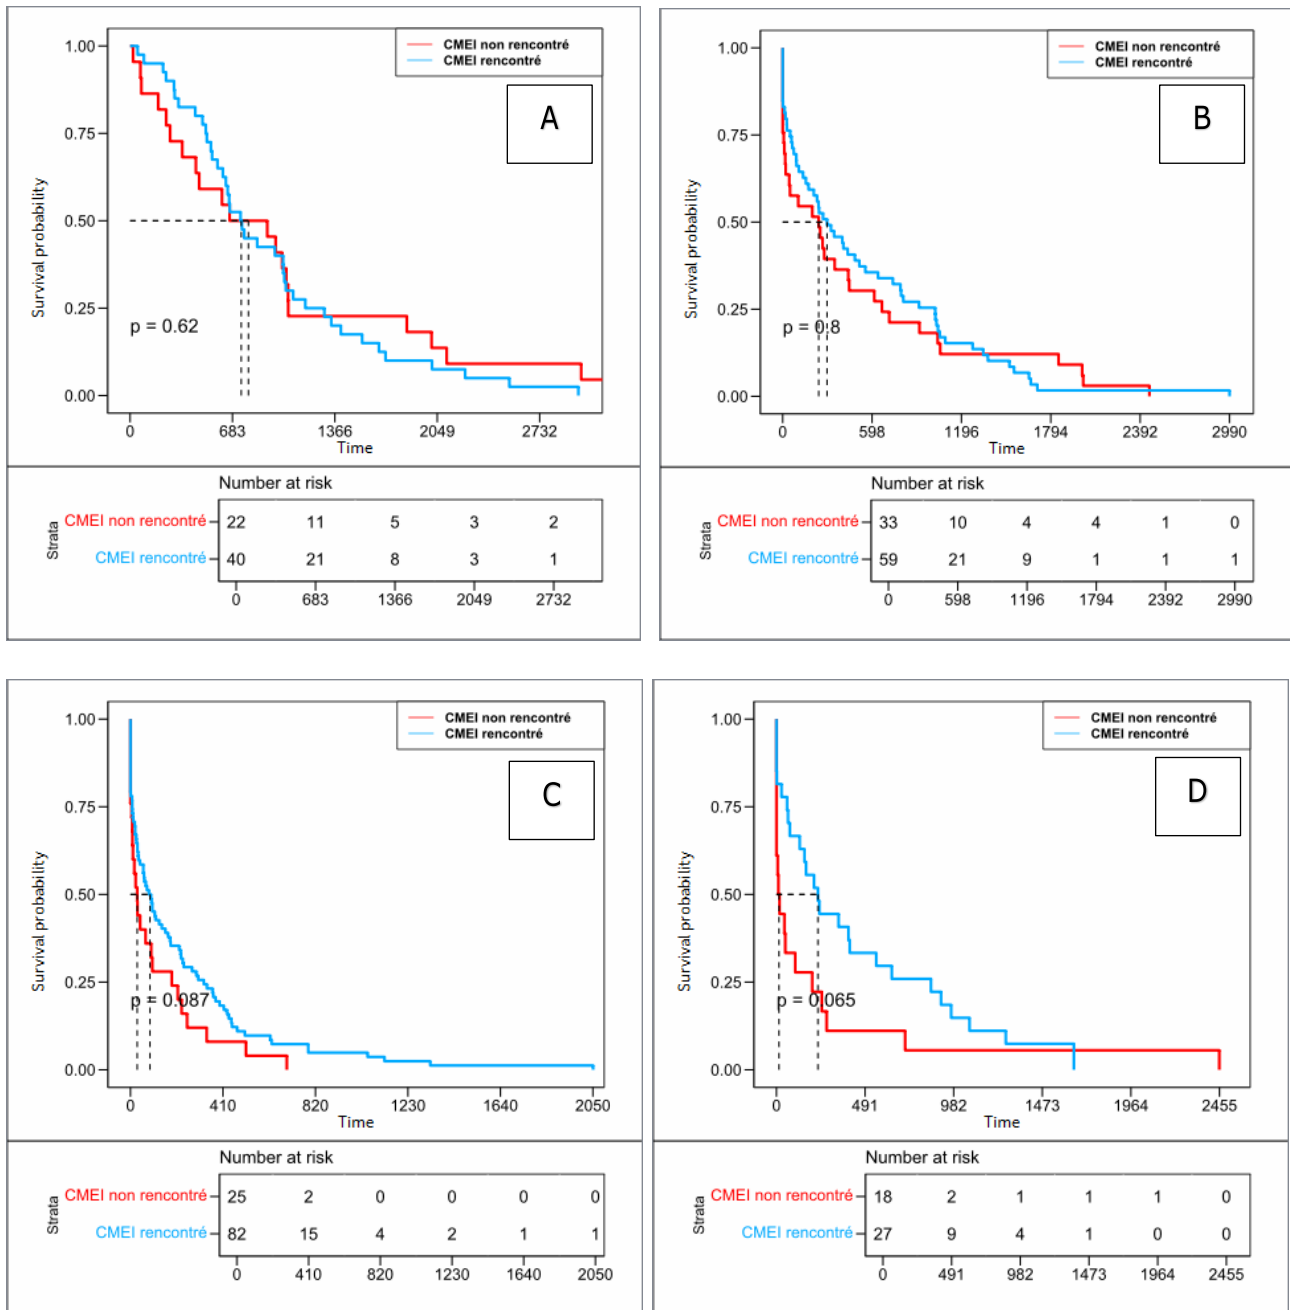 CMEI non rencontré
CMEI rencontré
A
1.00
0.75
0.50
0.25
0.00
Survival probability
p = 0.62
0 683 1366 2049 2732
Time
Number at risk
Strata
CMEI non rencontré 22 11 5 3 2
CMEI rencontré 40 21 8 3 1
0 683 1366 2049 2732
CMEI non rencontré
CMEI rencontré
B
1.00
0.75
0.50
0.25
0.00
Survival probability
p = 0.8
0 598 1196 1794 2392 2990
Time
Number at risk
Strata
CMEI non rencontré 33 10 4 4 1 0
CMEI rencontré 59 21 9 1 1 1
0 598 1196 1794 2392 2990
CMEI non rencontré
CMEI rencontré
C
1.00
0.75
0.50
0.25
0.00
Survival probability
p = 0.087
0 410 820 1230 1640 2050
Time
Number at risk
Strata
CMEI non rencontré 25 2 0 0 0 0
CMEI rencontré 82 15 4 2 1 1
0 410 820 1230 1640 2050
CMEI non rencontré
CMEI rencontré
D
1.00
0.75
0.50
0.25
0.00
Survival probability
p = 0.065
0 491 982 1473 1964 2455
Time
Number at risk
Strata
CMEI non rencontré 18 2 1 1 1 0
CMEI rencontré 27 9 4 1 0 0
0 491 982 1473 1964 2455